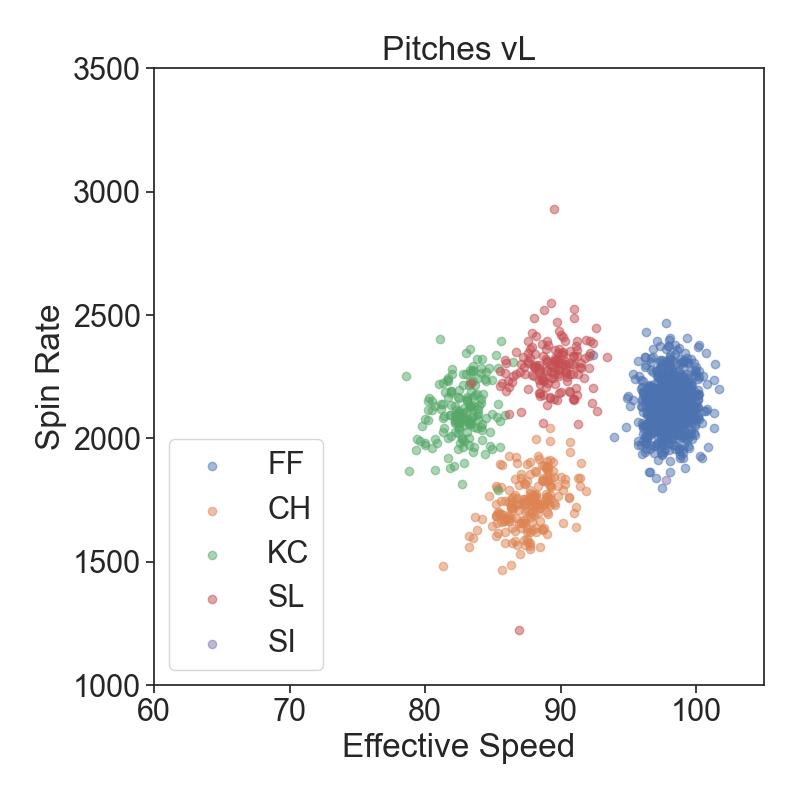 Pitches vL
3500
3000
2500
2000
1500
1000
Spin Rate
FF
CH
KC
SL
SI
60 70 80 90 100
Effective Speed